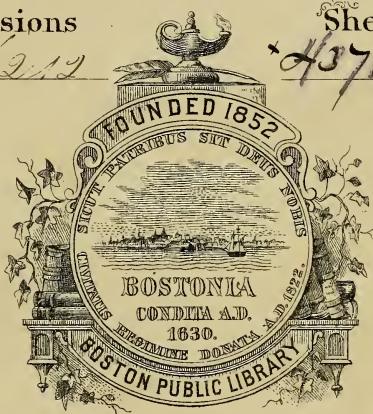 sions She
FOUNDED 1852
SICUT PATRIBUS SIT DEUS NOBIS
BOSTONIA
CONDITA A.D.
1630.
CIVITATIS REGIMINE DONATA A.D. 1822.
BOSTON PUBLIC LIBRARY